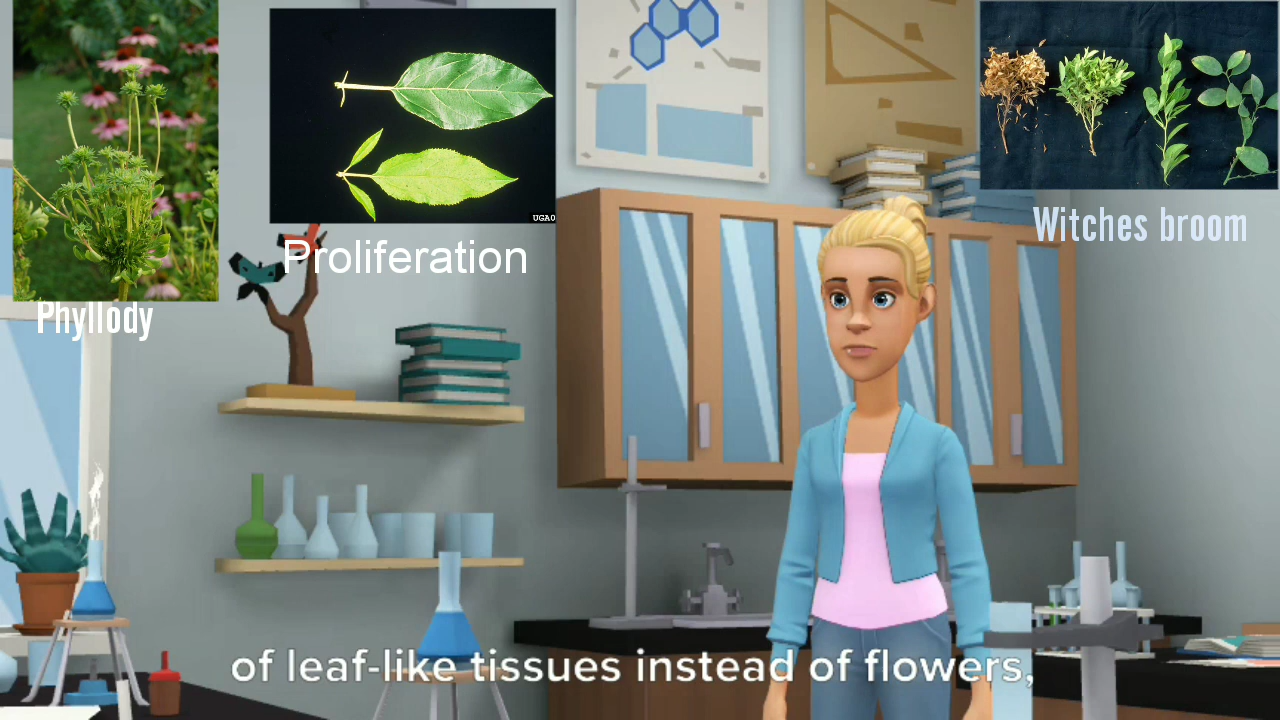 UGA0
Proliferation
Witches broom
Phyllody
of leaf-like tissues instead of flowers,